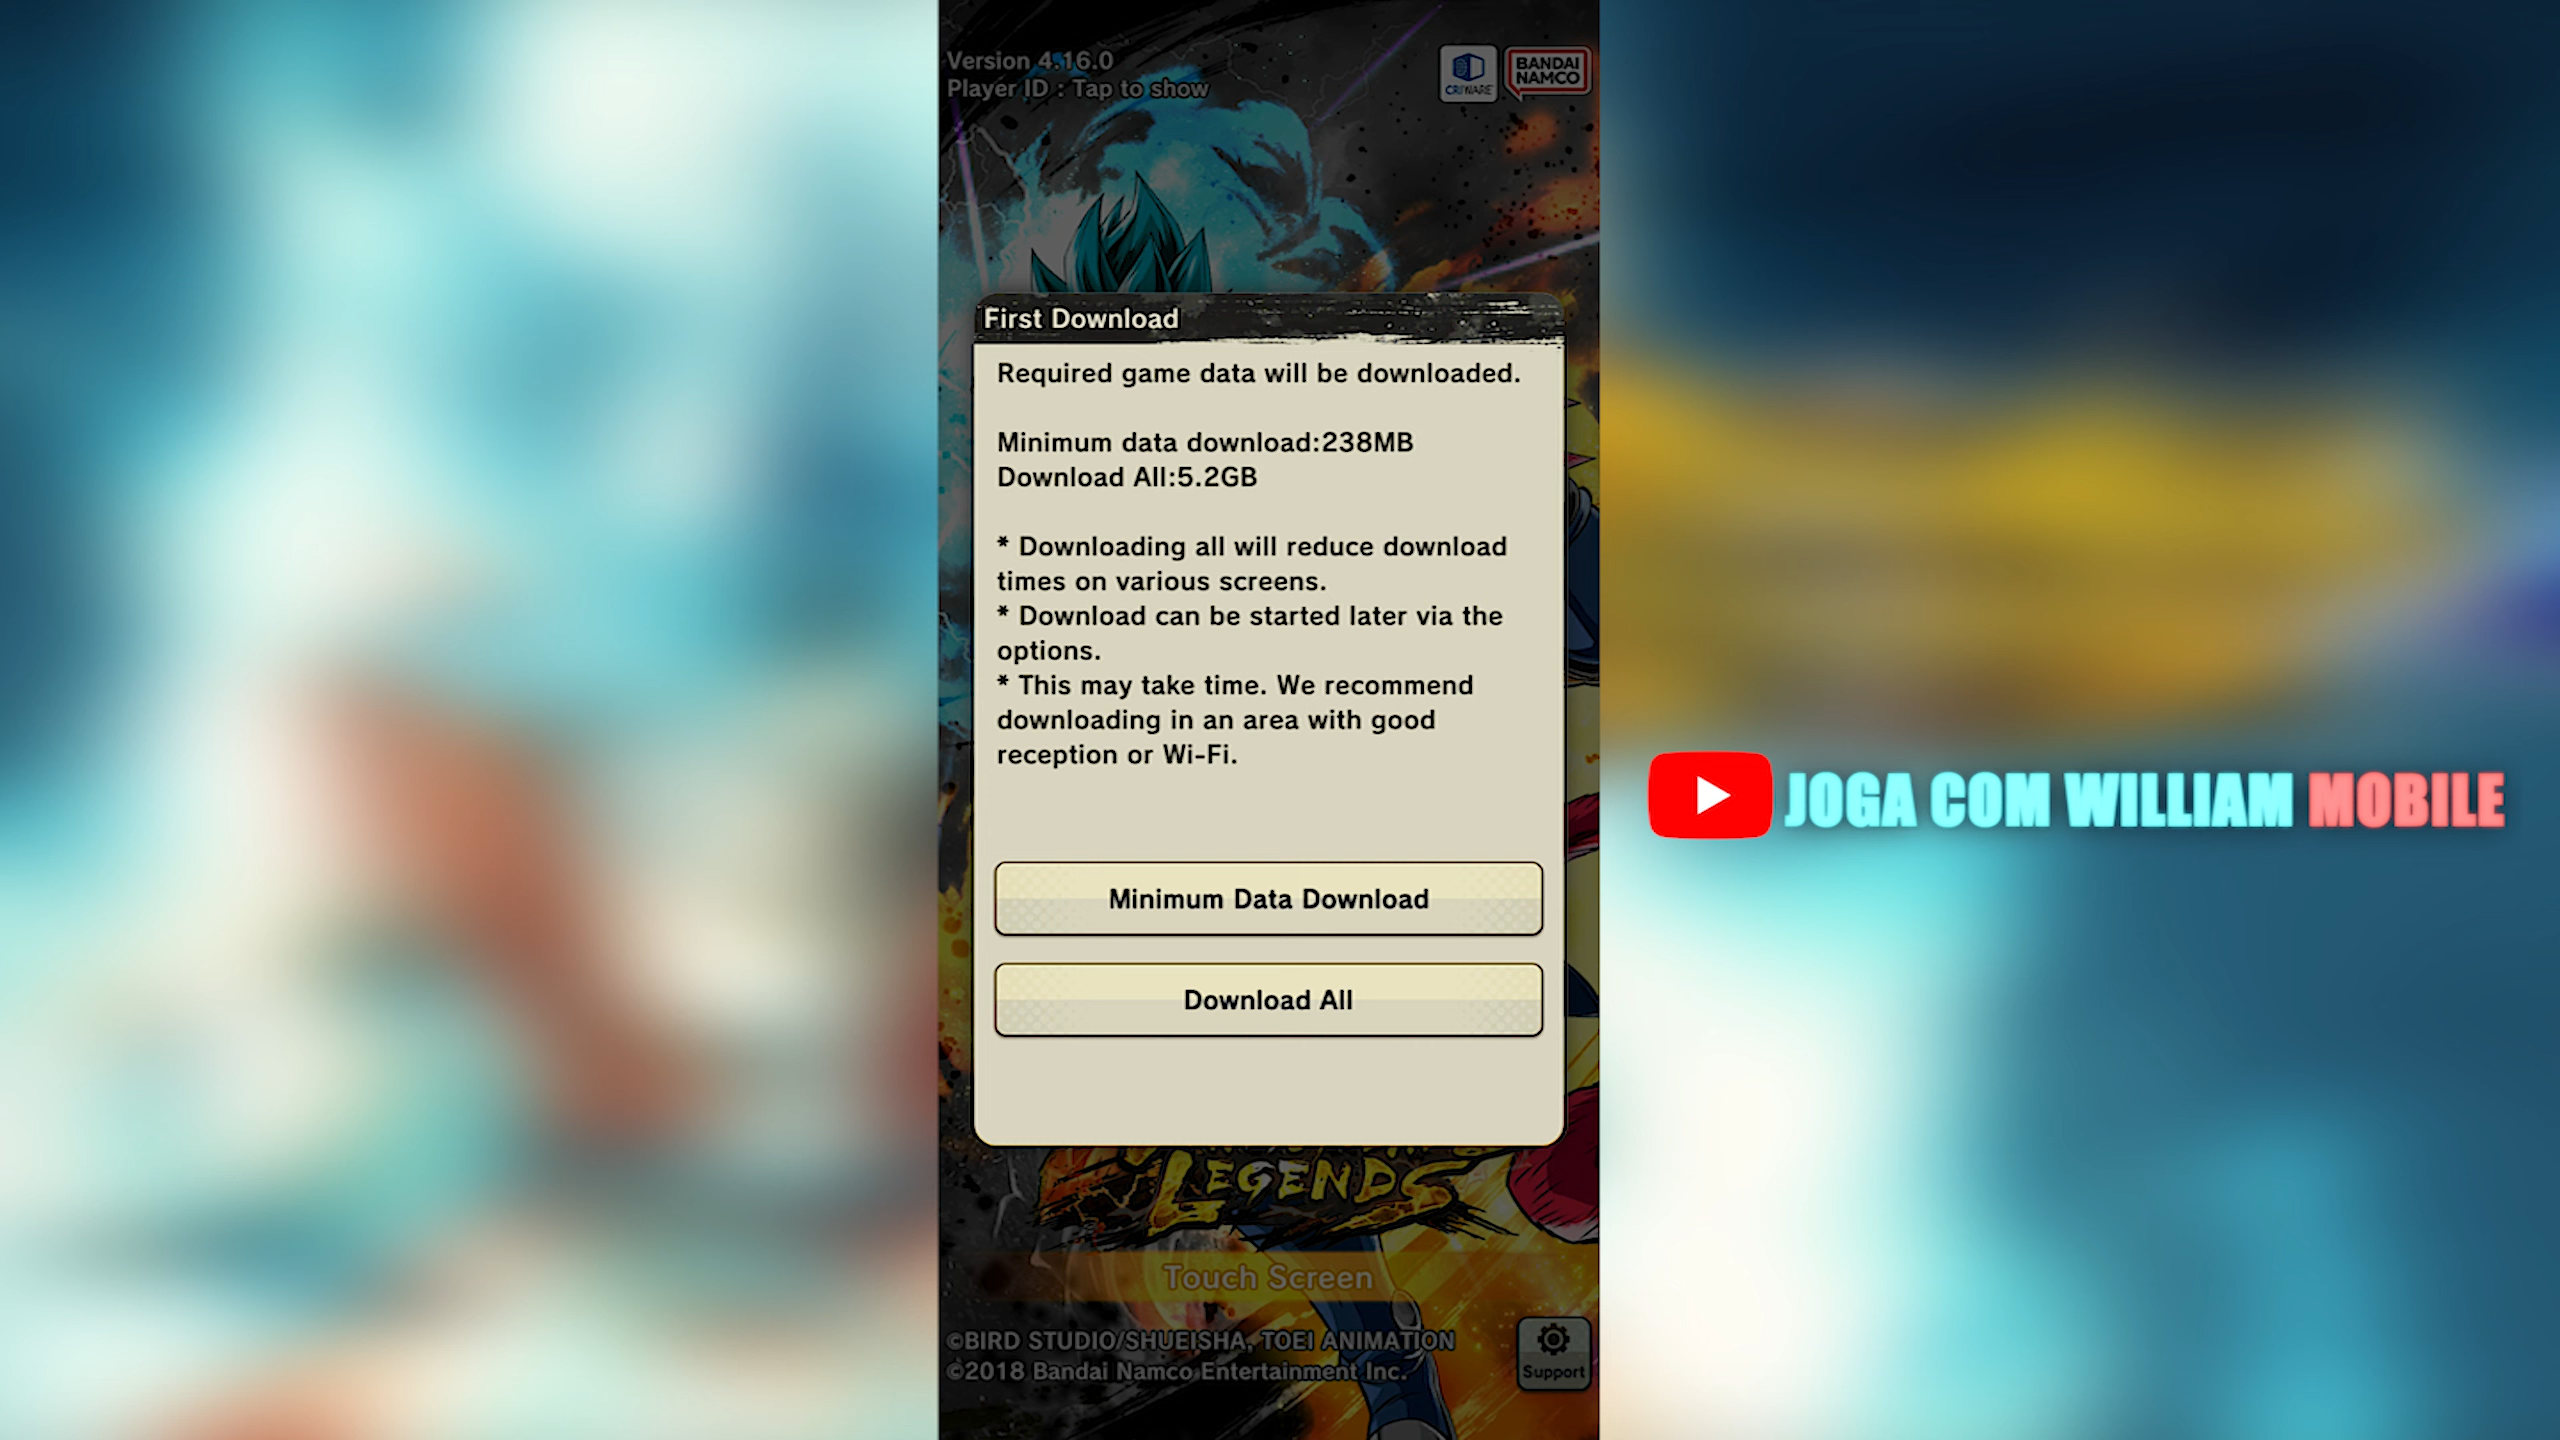 Version 4.16.0
Player ID : Tap to show
CRIWARE
BANDAI
NAMCO
First Download
Required game data will be downloaded.
Minimum data download:238MB
Download All:5.2GB
* Downloading all will reduce download
times on various screens.
* Download can be started later via the
options.
* This may take time. We recommend
downloading in an area with good
reception or Wi-Fi.
JOGA COM WILLIAM MOBILE
Minimum Data Download
Download All
LEGENDS
Touch Screen
©BIRD STUDIO/SHUEISHA, TOEI ANIMATION
©2018 Bandai Namco Entertainment Inc.
Support